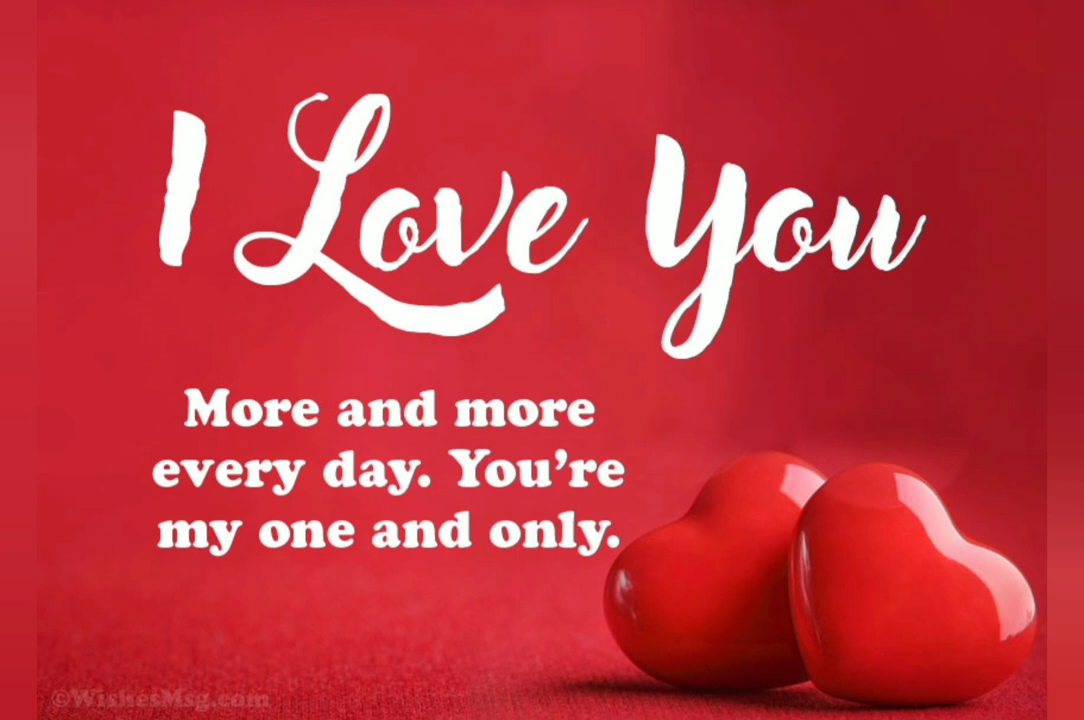 I Love You
More and more
every day. You’re
my one and only.
©WishesMsg.com